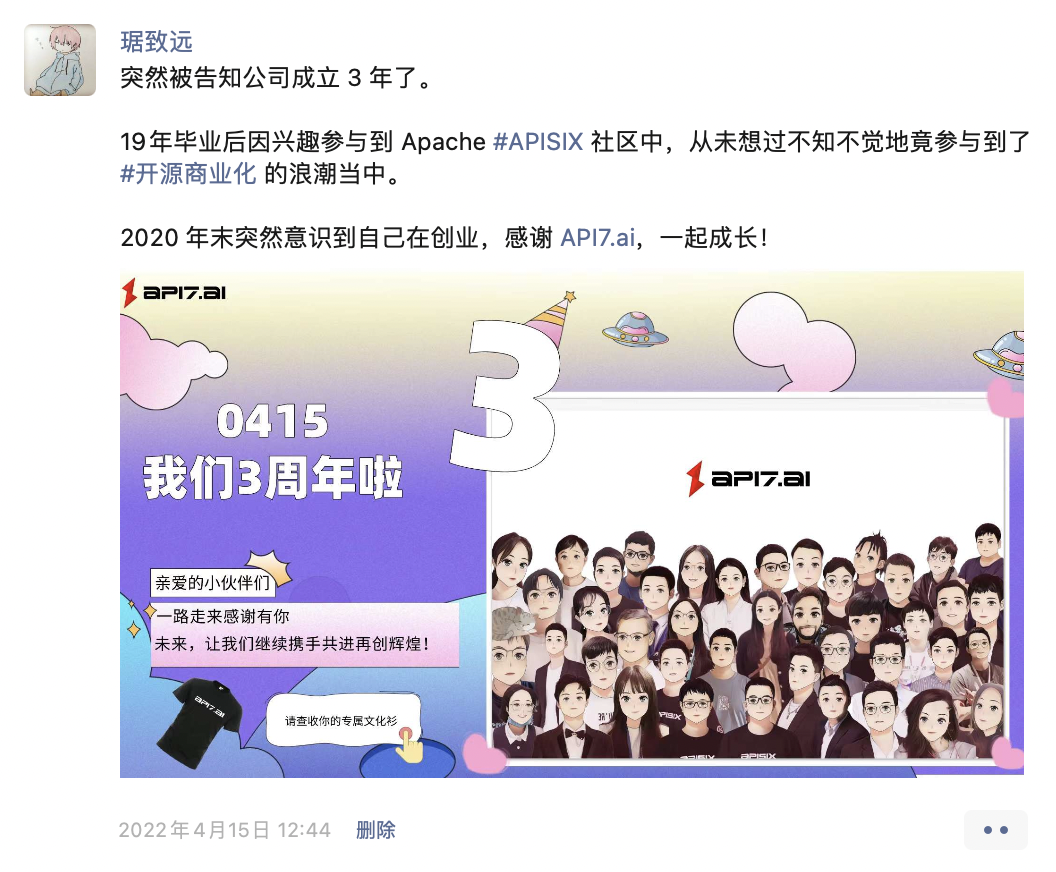 琚致远
突然被告知公司成立 3 年了。
19年毕业后因兴趣参与到 Apache #APISIX 社区中，从未想过不知不觉地竟参与到了
#开源商业化 的浪潮当中。
2020 年末突然意识到自己在创业，感谢 API7.ai，一起成长！
API7.AI
3
0415
我们3周年啦
API7.AI
亲爱的小伙伴们
一路走来感谢有你
未来，让我们继续携手共进再创辉煌！
API7.AI
请查收你的专属文化衫
APISIX
APISIX
APISIX
2022年4月15日 12:44 删除